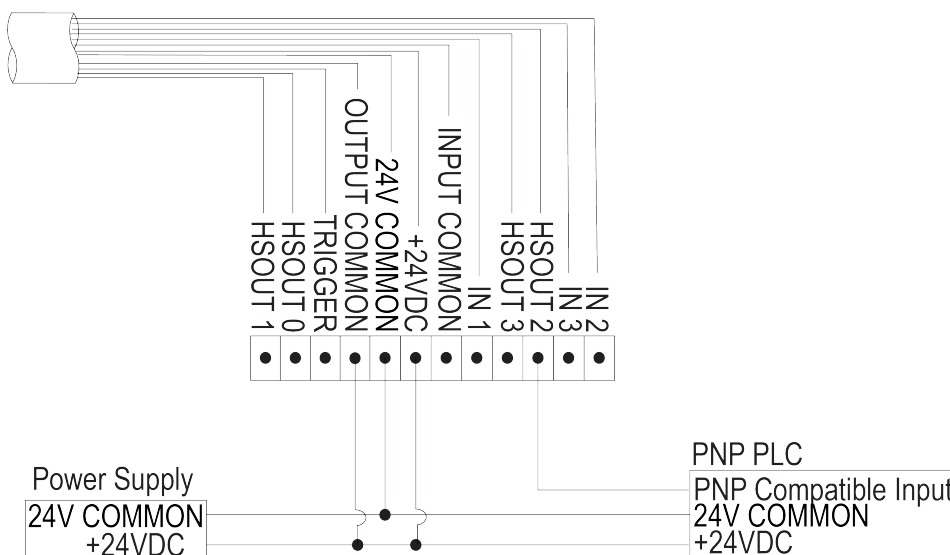 HSOUT 1
HSOUT 0
TRIGGER
OUTPUT COMMON
24V COMMON
+24VDC
INPUT COMMON
IN 1
HSOUT 3
HSOUT 2
IN 3
IN 2
Power Supply
24V COMMON
+24VDC
PNP PLC
PNP Compatible Input
24V COMMON
+24VDC